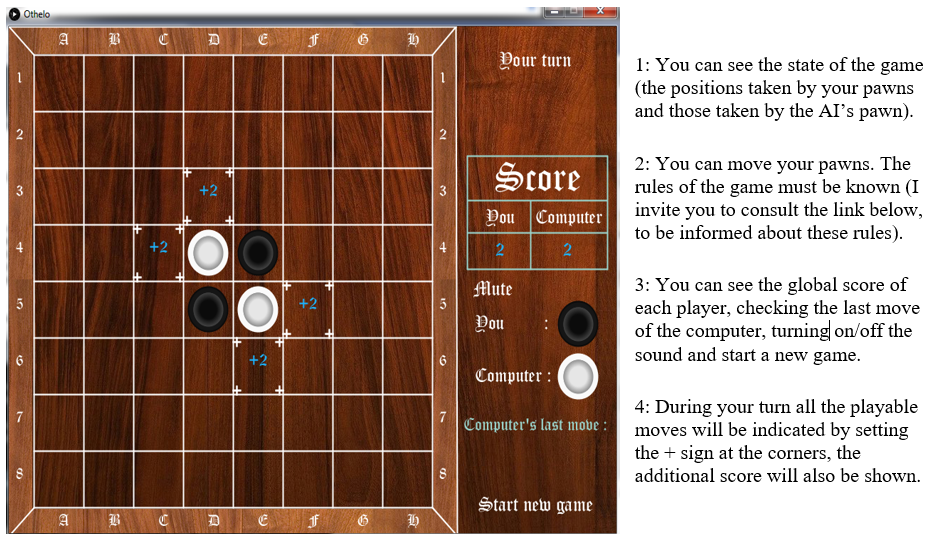 Othelo
A B C D E F G H
1 1
2 2
3 +2 3
4 +2 4
5 +2 5
6 +2 6
7 7
8 8
A B C D E F G H
Your turn
Score
You Computer
2 2
Mute
You :
Computer :
Computer's last move :
Start new game
1: You can see the state of the game
(the positions taken by your pawns
and those taken by the AI’s pawn).
2: You can move your pawns. The
rules of the game must be known (I
invite you to consult the link below,
to be informed about these rules).
3: You can see the global score of
each player, checking the last move
of the computer, turning on/off the
sound and start a new game.
4: During your turn all the playable
moves will be indicated by setting
the + sign at the corners, the
additional score will also be shown.